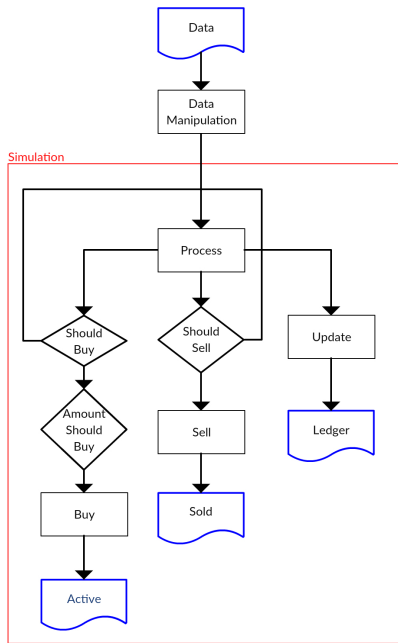 Data
Data
Manipulation
Simulation
Process
Should
Buy
Should
Sell
Update
Amount
Should
Buy
Sell
Ledger
Buy
Sold
Active